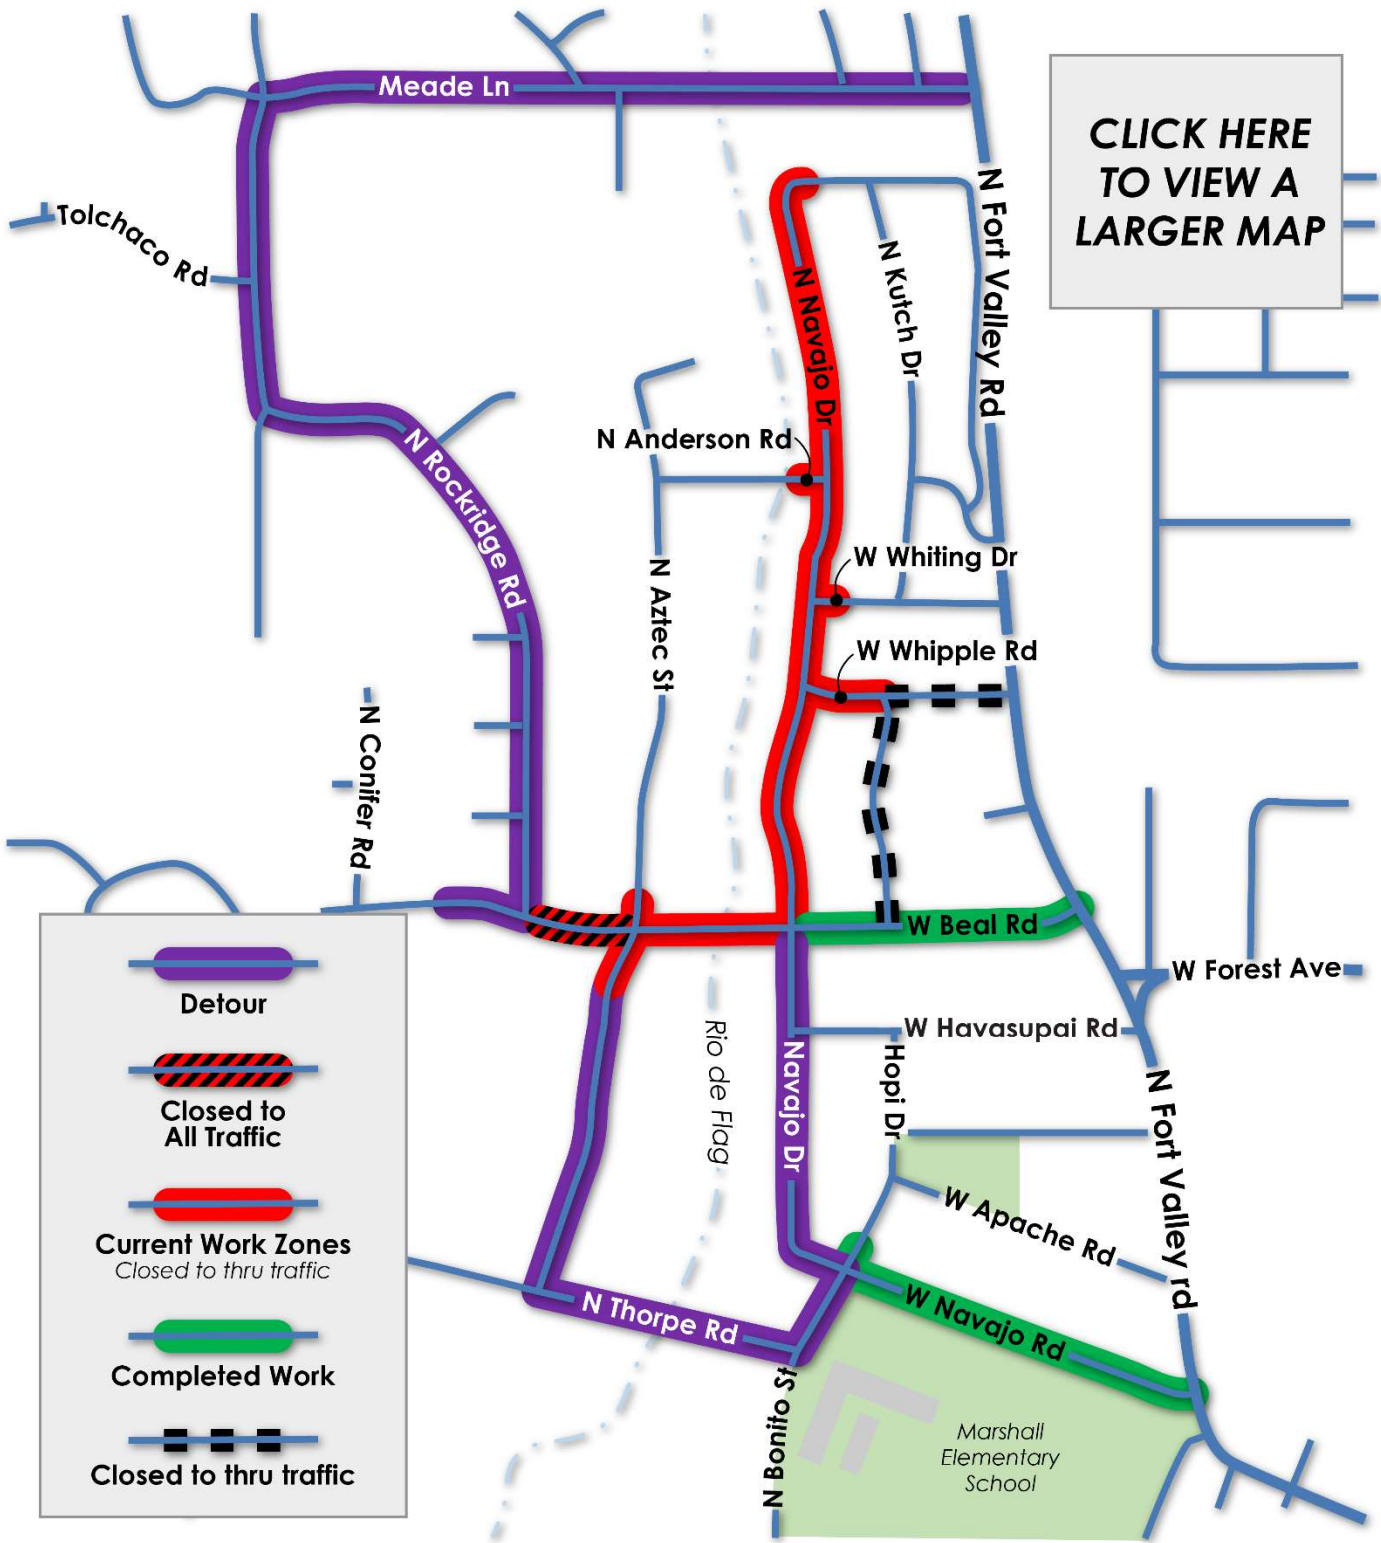 Meade Ln
CLICK HERE
TO VIEW A
LARGER MAP
N Fort Valley Rd
Tolchaco Rd
N Kutch Dr
N Navajo Dr
N Anderson Rd
N Rockridge Rd
W Whiting Dr
N Aztec St
W Whipple Rd
N Conifer Rd
W Beal Rd
W Forest Ave
W Havasupai Rd
Rio de Flag
Navajo Dr
Hopi Dr
N Fort Valley rd
W Apache Rd
N Thorpe Rd
W Navajo Rd
N Bonito St
Marshall
Elementary
School
Detour
Closed to
All Traffic
Current Work Zones
Closed to thru traffic
Completed Work
Closed to thru traffic